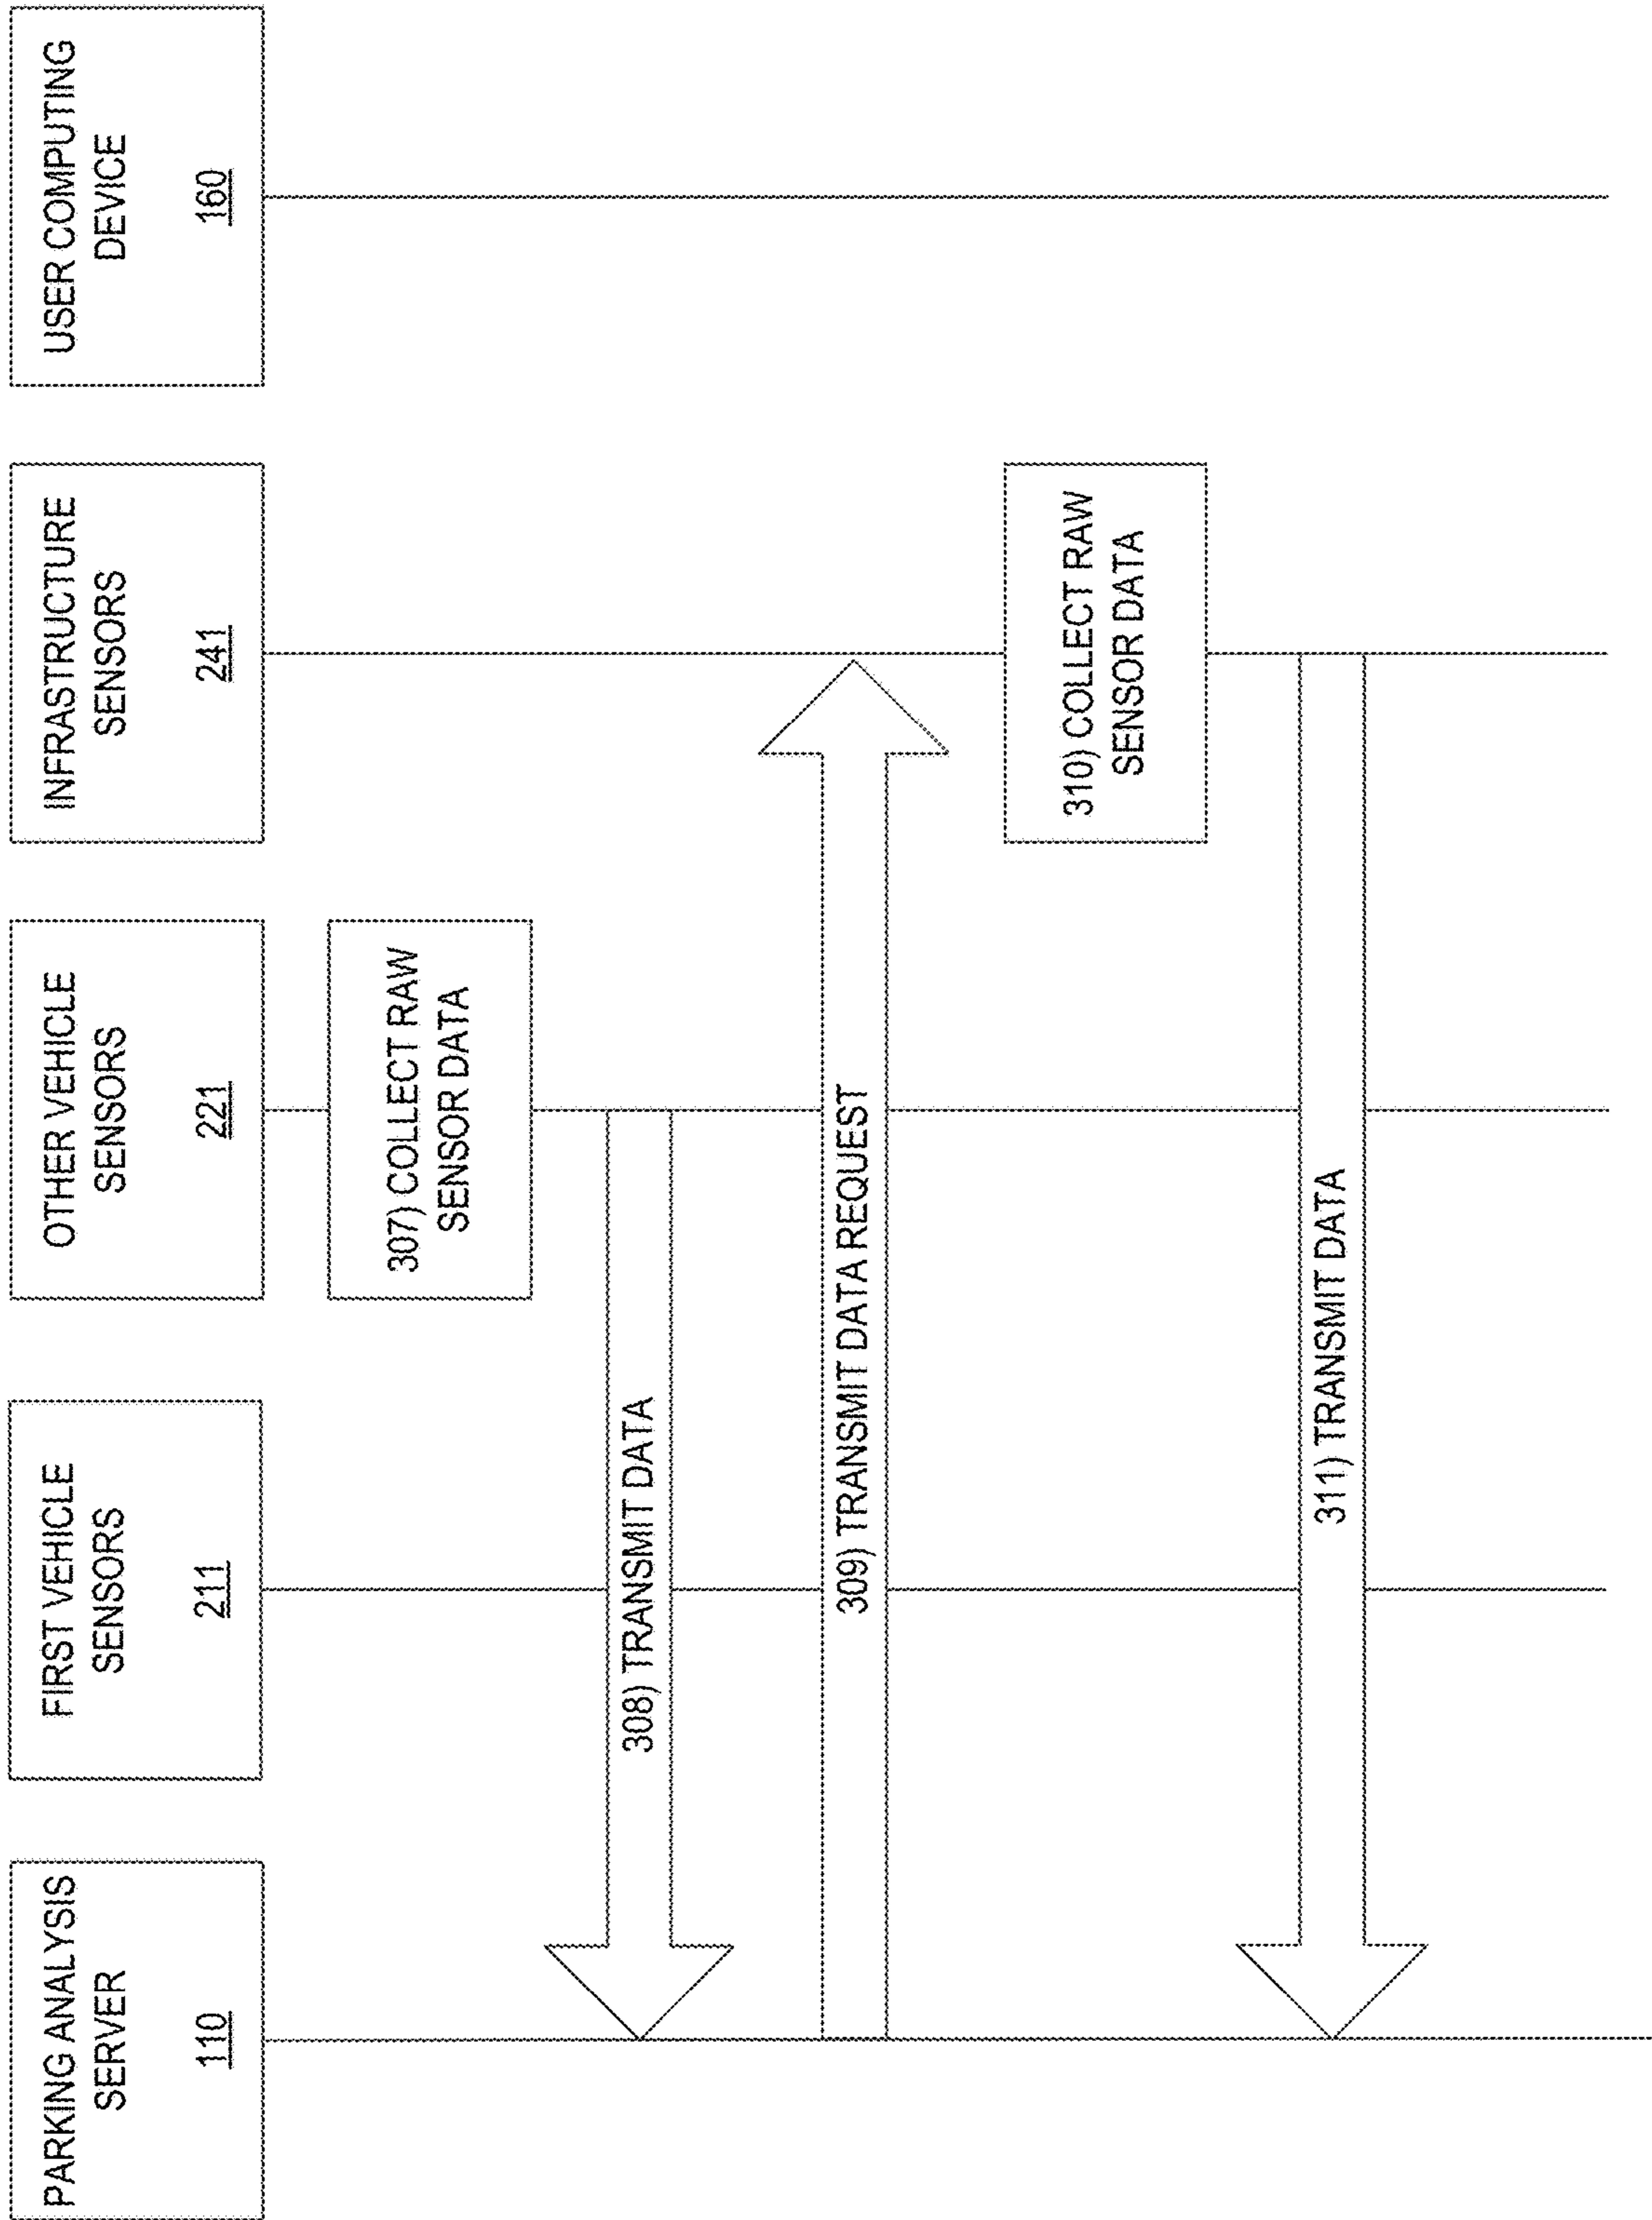 PARKING ANALYSIS
SERVER
110
FIRST VEHICLE
SENSORS
211
OTHER VEHICLE
SENSORS
221
INFRASTRUCTURE
SENSORS
241
USER COMPUTING
DEVICE
160
307) COLLECT RAW
SENSOR DATA
308) TRANSMIT DATA
309) TRANSMIT DATA REQUEST
310) COLLECT RAW
SENSOR DATA
311) TRANSMIT DATA